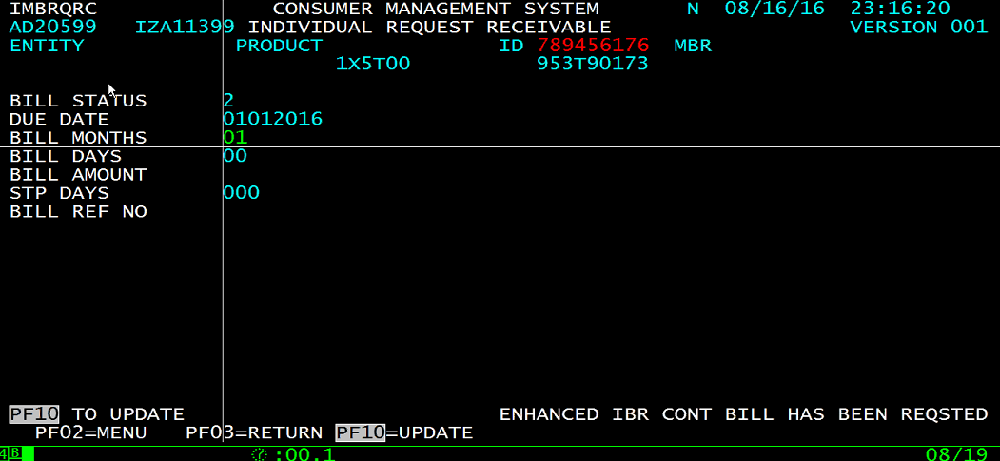 IMBRQRC CONSUMER MANAGEMENT SYSTEM N 08/16/16 23:16:20
AD20599 IZA11399 INDIVIDUAL REQUEST RECEIVABLE VERSION 001
ENTITY PRODUCT ID 789456176 MBR
1X5T00 953T90173
BILL STATUS 2
DUE DATE 01012016
BILL MONTHS 01
BILL DAYS 00
BILL AMOUNT
STP DAYS 000
BILL REF NO
PF10 TO UPDATE ENHANCED IBR CONT BILL HAS BEEN REQSTED
PF02=MENU PF03=RETURN PF10=UPDATE
4 B :00.1 08/19